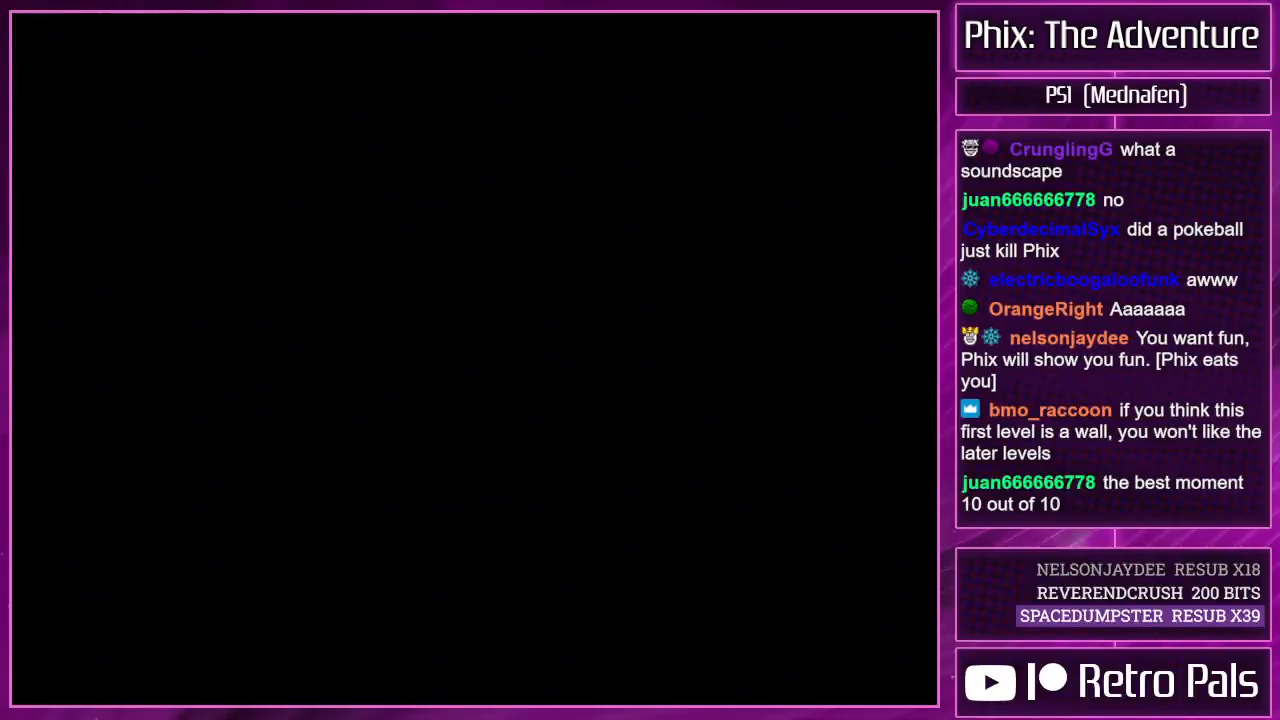 Phix: The Adventure
PS1 (Mednafen)
CrunglingG what a
soundscape
juan666666778 no
CyberdecimalSyx did a pokeball
just kill Phix
electricboogaloofunk awww
OrangeRight Aaaaaaa
nelsonjaydee You want fun,
Phix will show you fun. [Phix eats
you]
bmo_raccoon if you think this
first level is a wall, you won't like the
later levels
juan666666778 the best moment
10 out of 10
NELSONJAYDEE RESUB X18
REVERENDCRUSH 200 BITS
SPACEDUMPSTER RESUB X39
Retro Pals